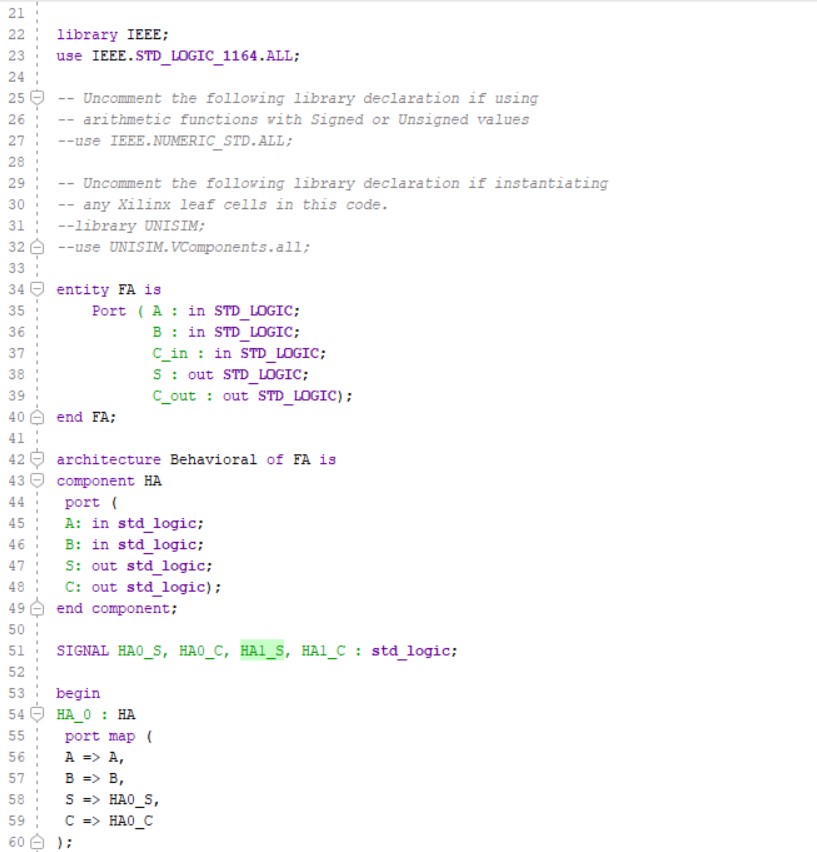 21
22 library IEEE;
23 use IEEE.STD_LOGIC_1164.ALL;
24
25 -- Uncomment the following library declaration if using
26 -- arithmetic functions with Signed or Unsigned values
27 --use IEEE.NUMERIC_STD.ALL;
28
29 -- Uncomment the following library declaration if instantiating
30 -- any Xilinx leaf cells in this code.
31 --library UNISIM;
32 --use UNISIM.VComponents.all;
33
34 entity FA is
35     Port ( A : in STD_LOGIC;
36            B : in STD_LOGIC;
37            C_in : in STD_LOGIC;
38            S : out STD_LOGIC;
39            C_out : out STD_LOGIC);
40 end FA;
41
42 architecture Behavioral of FA is
43 component HA
44  port (
45  A: in std_logic;
46  B: in std_logic;
47  S: out std_logic;
48  C: out std_logic);
49 end component;
50
51 SIGNAL HA0_S, HA0_C, HA1_S, HA1_C : std_logic;
52
53 begin
54 HA_0 : HA
55  port map (
56  A => A,
57  B => B,
58  S => HA0_S,
59  C => HA0_C
60 );